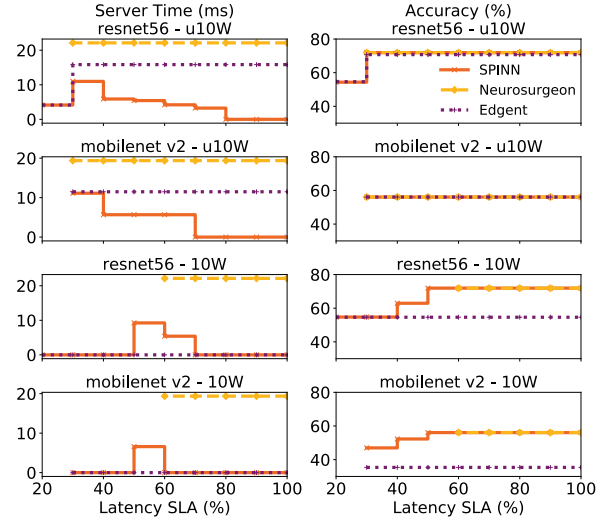 Server Time (ms)
resnet56 - u10W
20
10
0
Accuracy (%)
resnet56 - u10W
80
60
40
SPINN
Neurosurgeon
Edgent
mobilenet v2 - u10W
20
10
0
mobilenet v2 - u10W
80
60
40
resnet56 - 10W
20
10
0
resnet56 - 10W
80
60
40
mobilenet v2 - 10W
20
10
0
20 40 60 80 100
Latency SLA (%)
mobilenet v2 - 10W
80
60
40
20 40 60 80 100
Latency SLA (%)